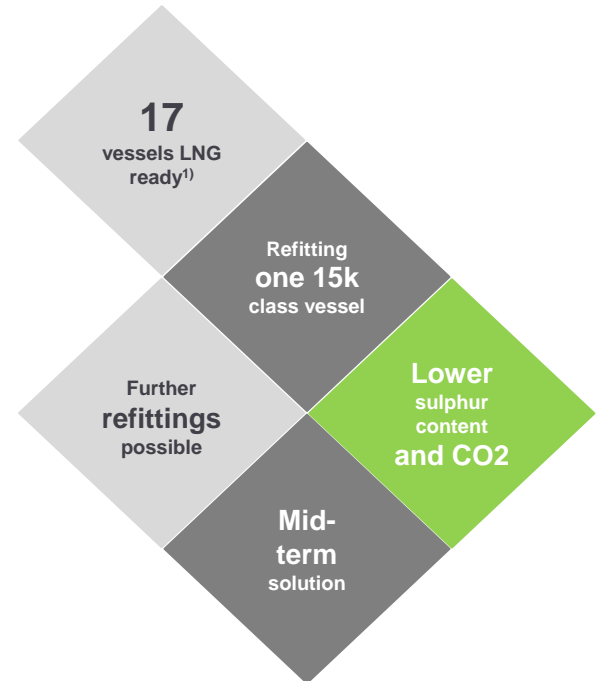 17
vessels LNG
ready1)
Refitting
one 15k
class vessel
Further
refittings
possible
Lower
sulphur
content
and CO2
Mid-
term
solution